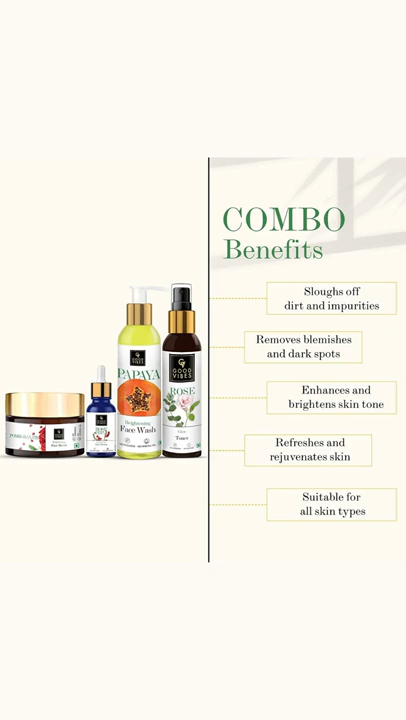 COMBO
Benefits
Sloughs off
dirt and impurities
Removes blemishes
and dark spots
Enhances and
brightens skin tone
Refreshes and
rejuvenates skin
Suitable for
all skin types
GOOD
VIBES
PAPAYA
Brightening
Face Wash
GOOD
VIBES
ROSE
Glow
Toner